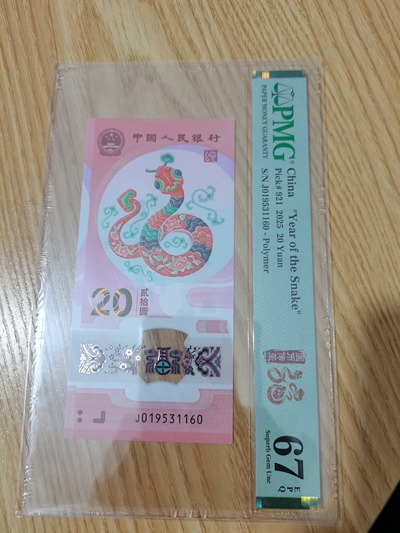 中国人民银行
20
贰拾圆
J019531160
PMG
PAPER MONEY GUARANTY
China "Year of the Snake"
Pick# 921 2025 20 Yuan
S/N J019531160 - Polymer
67 EPQ
Superb Gem Unc